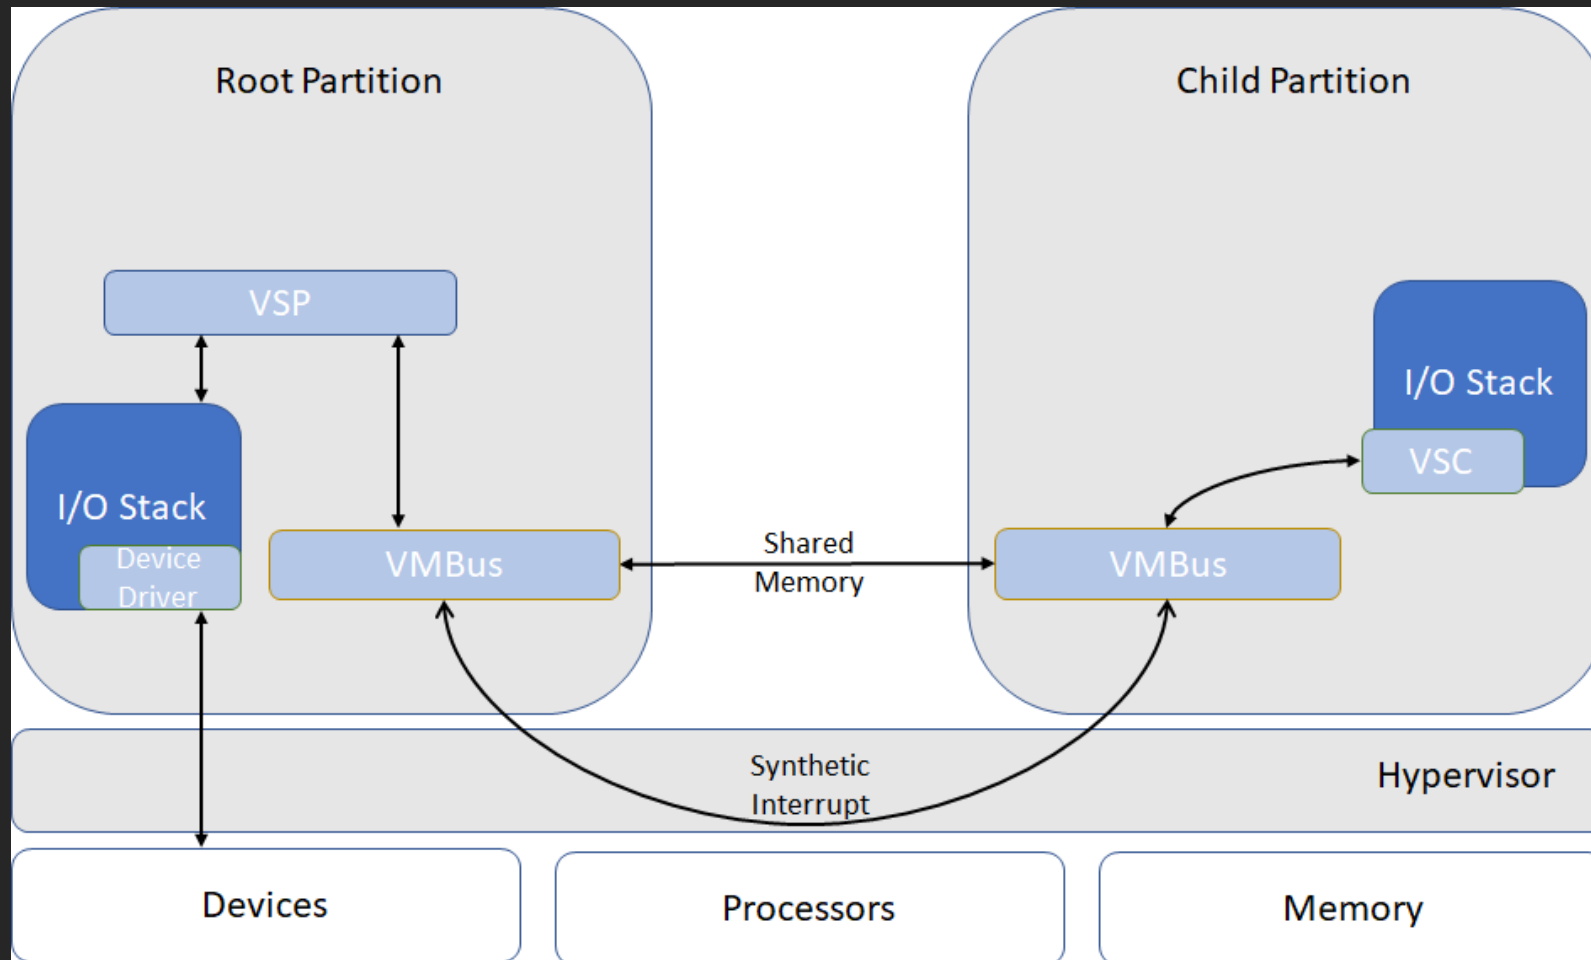 Root Partition
Child Partition
VSP
I/O Stack
VSC
I/O Stack
Device
Driver
VMBus
Shared
Memory
VMBus
Synthetic
Interrupt
Hypervisor
Devices
Processors
Memory